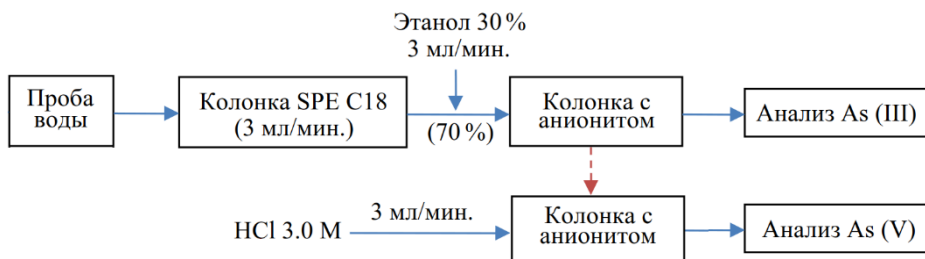 Этанол 30 %
3 мл/мин.
Проба
воды
Колонка SPE C18
(3 мл/мин.)
(70 %)
Колонка с
анионитом
Анализ As (III)
HCl 3.0 М
3 мл/мин.
Колонка с
анионитом
Анализ As (V)